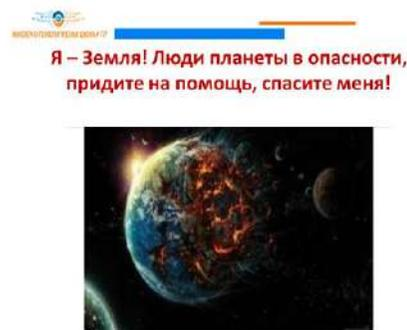 Я – Земля! Люди планеты в опасности,
придите на помощь, спасите меня!